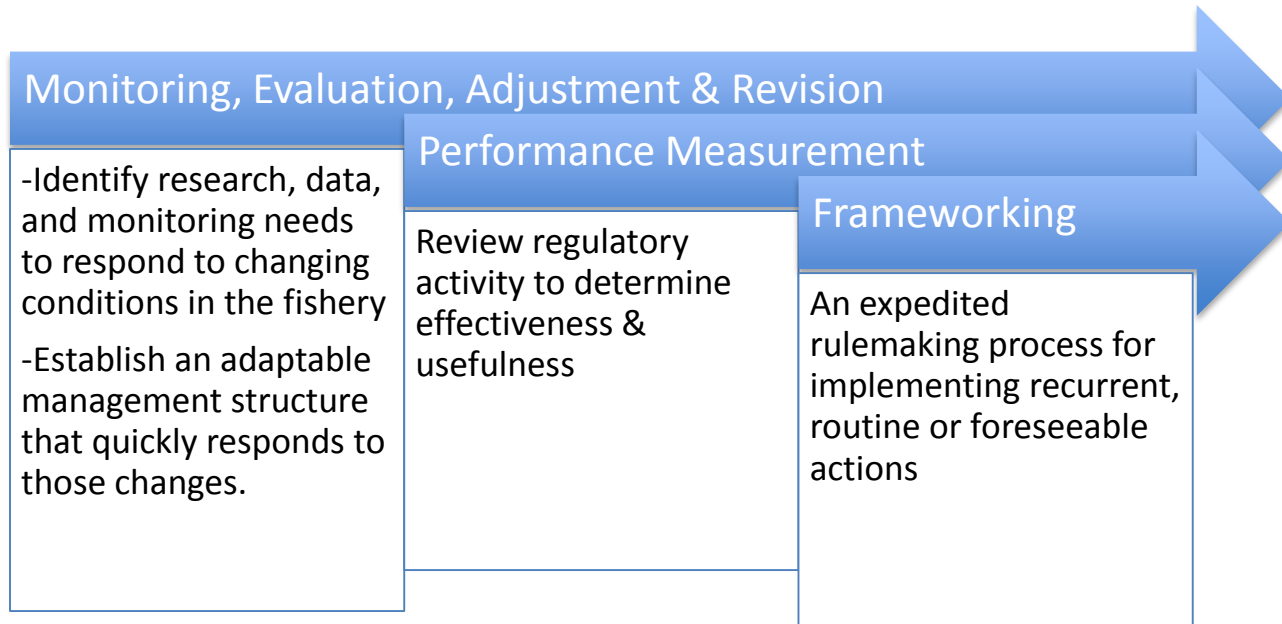 Monitoring, Evaluation, Adjustment & Revision
-Identify research, data,
and monitoring needs
to respond to changing
conditions in the fishery
-Establish an adaptable
management structure
that quickly responds to
those changes.
Performance Measurement
Review regulatory
activity to determine
effectiveness &
usefulness
Frameworking
An expedited
rulemaking process for
implementing recurrent,
routine or foreseeable
actions